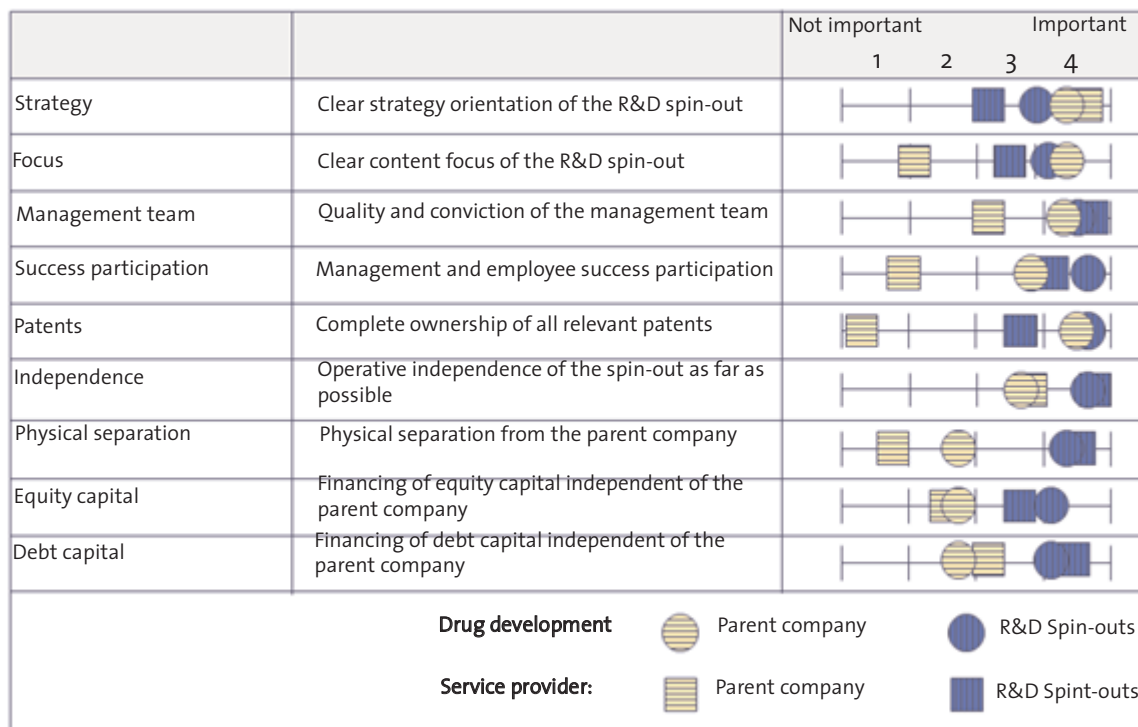 Not important Important
1 2 3 4
Strategy Clear strategy orientation of the R&D spin-out
Focus Clear content focus of the R&D spin-out
Management team Quality and conviction of the management team
Success participation Management and employee success participation
Patents Complete ownership of all relevant patents
Independence Operative independence of the spin-out as far as
possible
Physical separation Physical separation from the parent company
Equity capital Financing of equity capital independent of the
parent company
Debt capital Financing of debt capital independent of the
parent company
Drug development Parent company R&D Spin-outs
Service provider: Parent company R&D Spint-outs